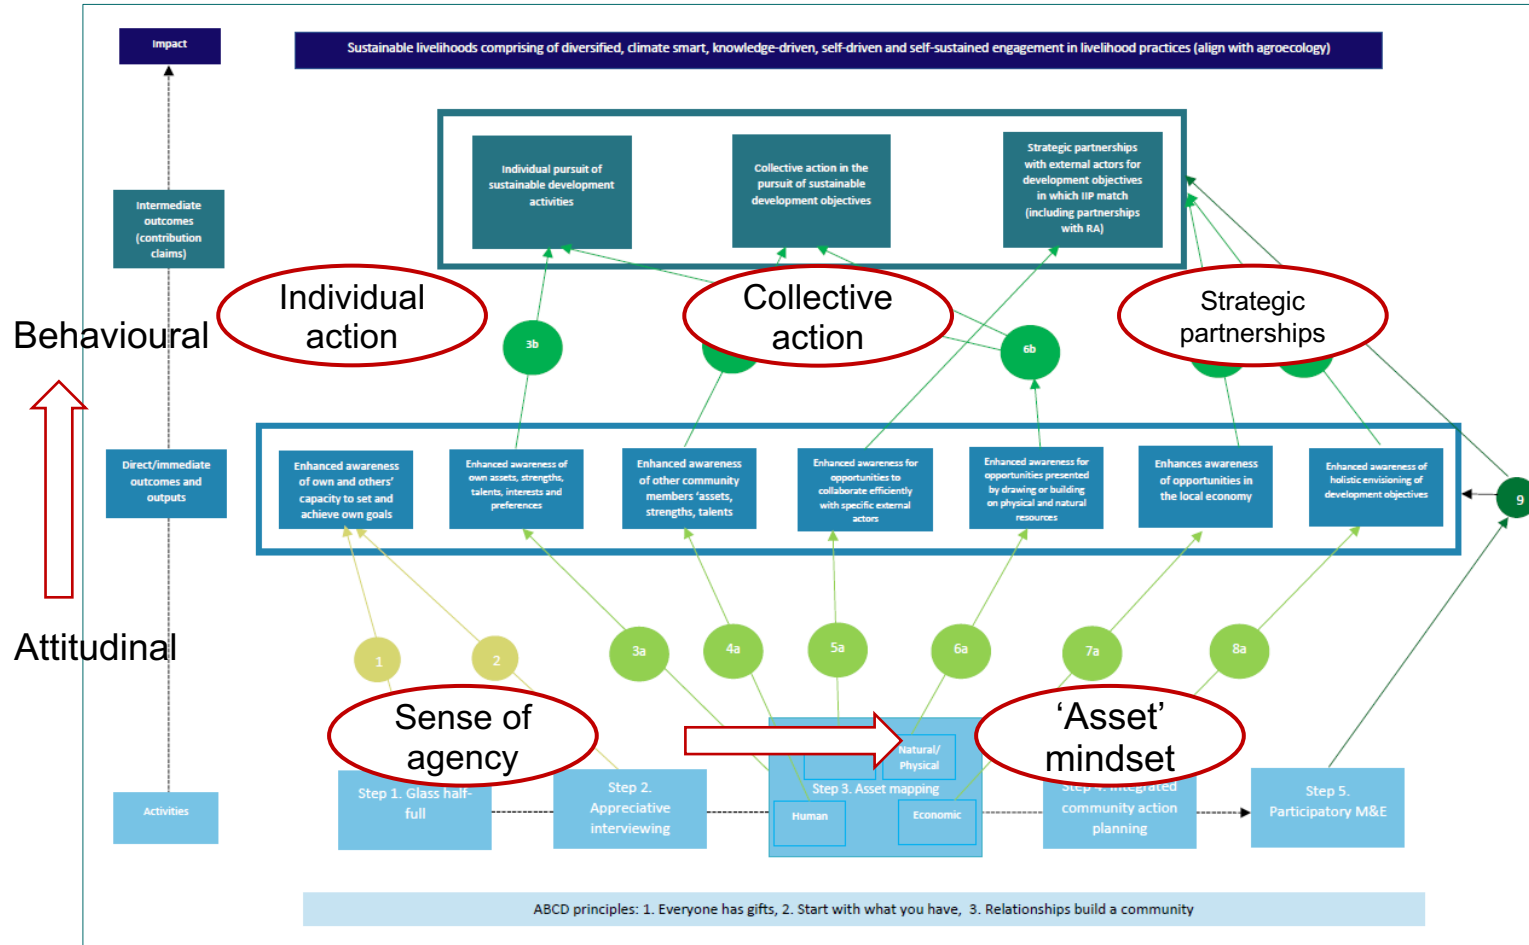 Impact
Sustainable livelihoods comprising of diversified, climate smart, knowledge-driven, self-driven and self-sustained engagement in livelihood practices (align with agroecology)
Intermediate
outcomes
(contribution
claims)
Individual pursuit of
sustainable development
activities
Collective action in the
pursuit of sustainable
development objectives
Strategic partnerships
with external actors for
development objectives
in which IIP match
(including partnerships
with RA)
Individual
action
Collective
action
Strategic
partnerships
Behavioural
3b
6b
Direct/immediate
outcomes and
outputs
Enhanced awareness
of own and others'
capacity to set and
achieve own goals
Enhanced awareness of
own assets, strengths,
talents, interests and
preferences
Enhanced awareness
of other community
members 'assets,
strengths, talents
Enhanced awareness for
opportunities to
collaborate efficiently
with specific external
actors
Enhanced awareness for
opportunities presented
by drawing or building
on physical and natural
resources
Enhances awareness
of opportunities in
the local economy
Enhanced awareness of
holistic envisioning of
development objectives
9
Attitudinal
1
2
3a
4a
5a
6a
7a
8a
Sense of
agency
'Asset'
mindset
Activities
Step 1. Glass half-
full
Step 2.
Appreciative
interviewing
Natural/
Physical
Step 3. Asset mapping
Human
Economic
Step 4. Integrated
community action
planning
Step 5.
Participatory M&E
ABCD principles: 1. Everyone has gifts, 2. Start with what you have, 3. Relationships build a community